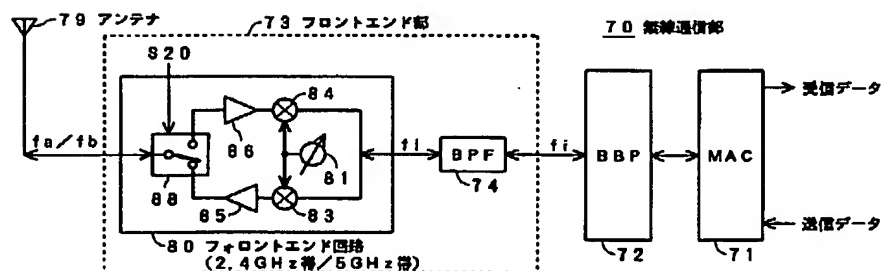 79 アンテナ
73 フロントエンド部
70 無線通信部
S20
84
86
81
88
85
83
fa/fb
fi
BPF
74
fi
BBP
72
MAC
71
受信データ
送信データ
80 フォロントエンド回路
(2.4GHz帯/5GHz帯)